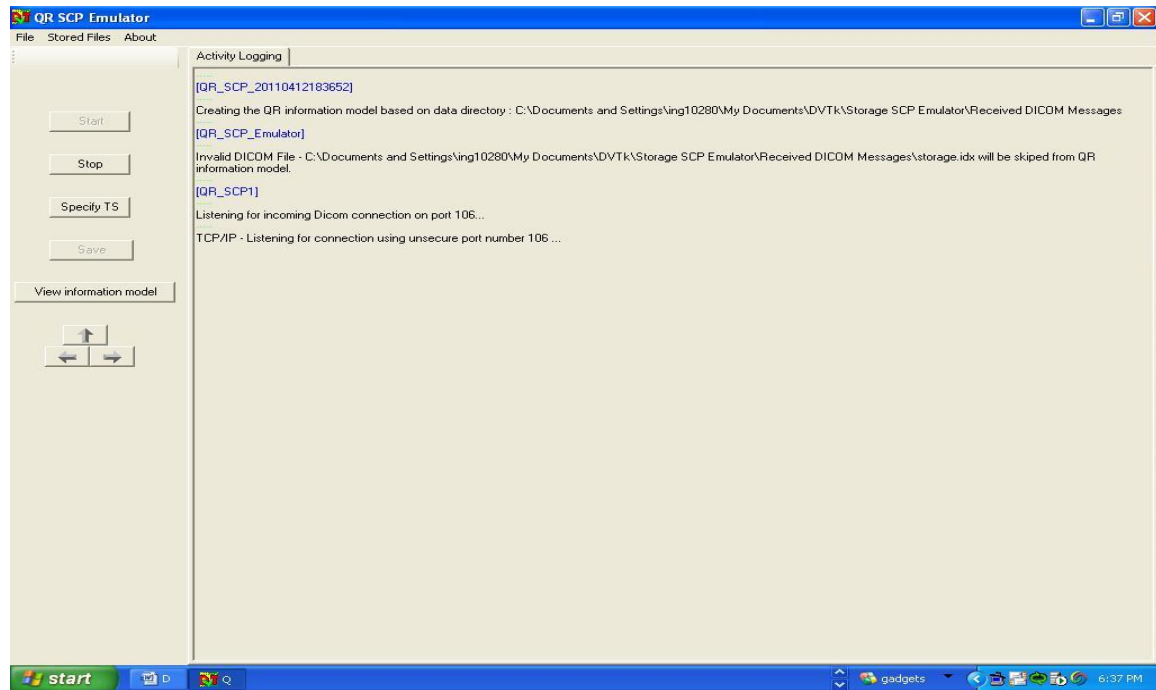 QR SCP Emulator
File Stored Files About
Activity Logging
[QR_SCP_20110412183652]
Creating the QR information model based on data directory : C:\Documents and Settings\ing10280\My Documents\DVTk\Storage SCP Emulator\Received DICOM Messages
[QR_SCP_Emulator]
Invalid DICOM File - C:\Documents and Settings\ing10280\My Documents\DVTk\Storage SCP Emulator\Received DICOM Messages\storage.idx will be skiped from QR
information model.
[QR_SCP1]
Listening for incoming Dicom connection on port 106...
TCP/IP - Listening for connection using unsecure port number 106 ...
Start
Stop
Specify TS
Save
View information model
start
D
Q
gadgets
6:37 PM